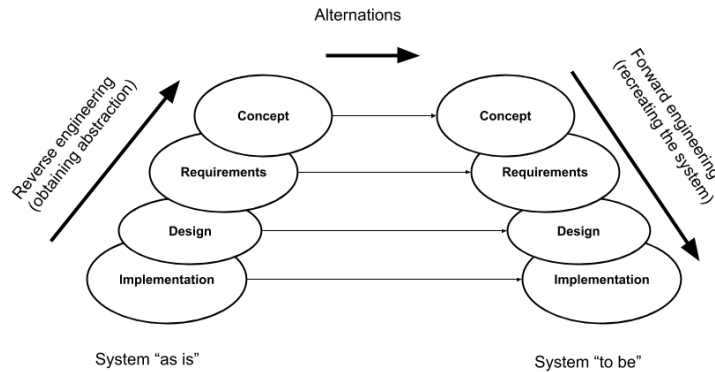 Alternations
Reverse engineering
(obtaining abstraction)
Forward engineering
(recreating the system)
Concept
Concept
Requirements
Requirements
Design
Design
Implementation
Implementation
System “as is”
System “to be”